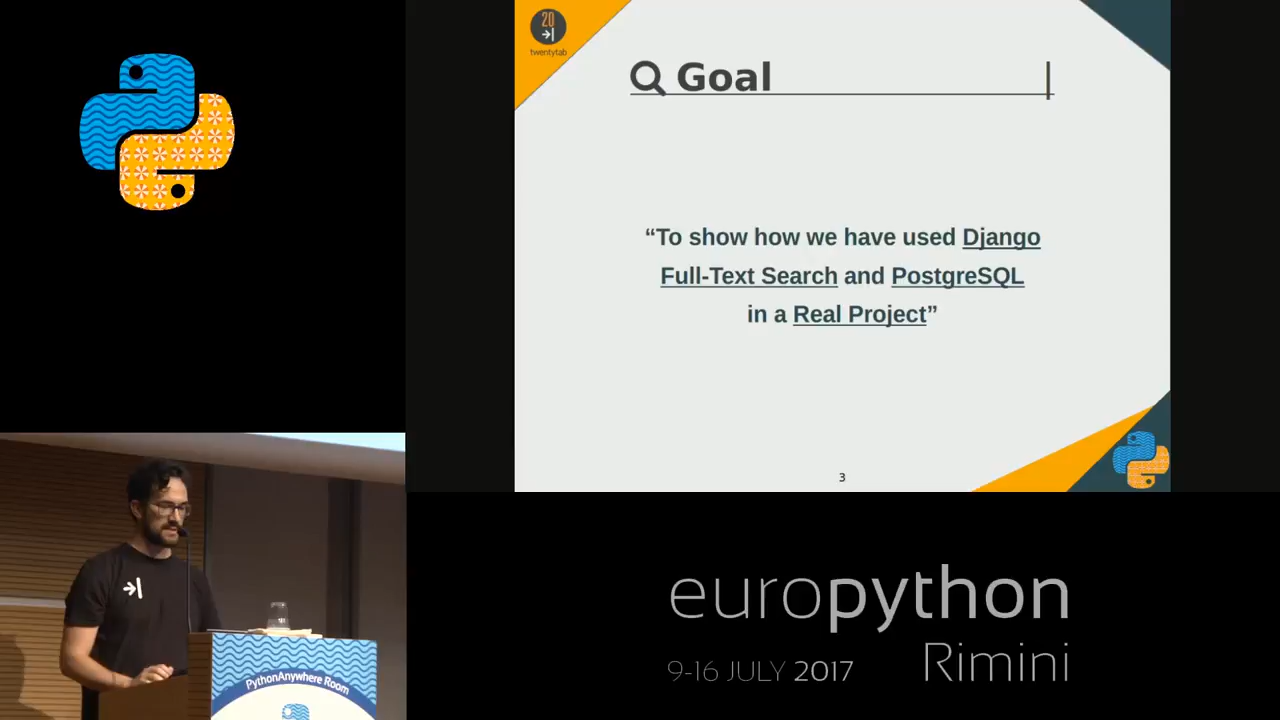 20
twentytab
Goal
“To show how we have used Django
Full-Text Search and PostgreSQL
in a Real Project”
3
PythonAnywhere Room
europython
Rimini
9-16 JULY 2017